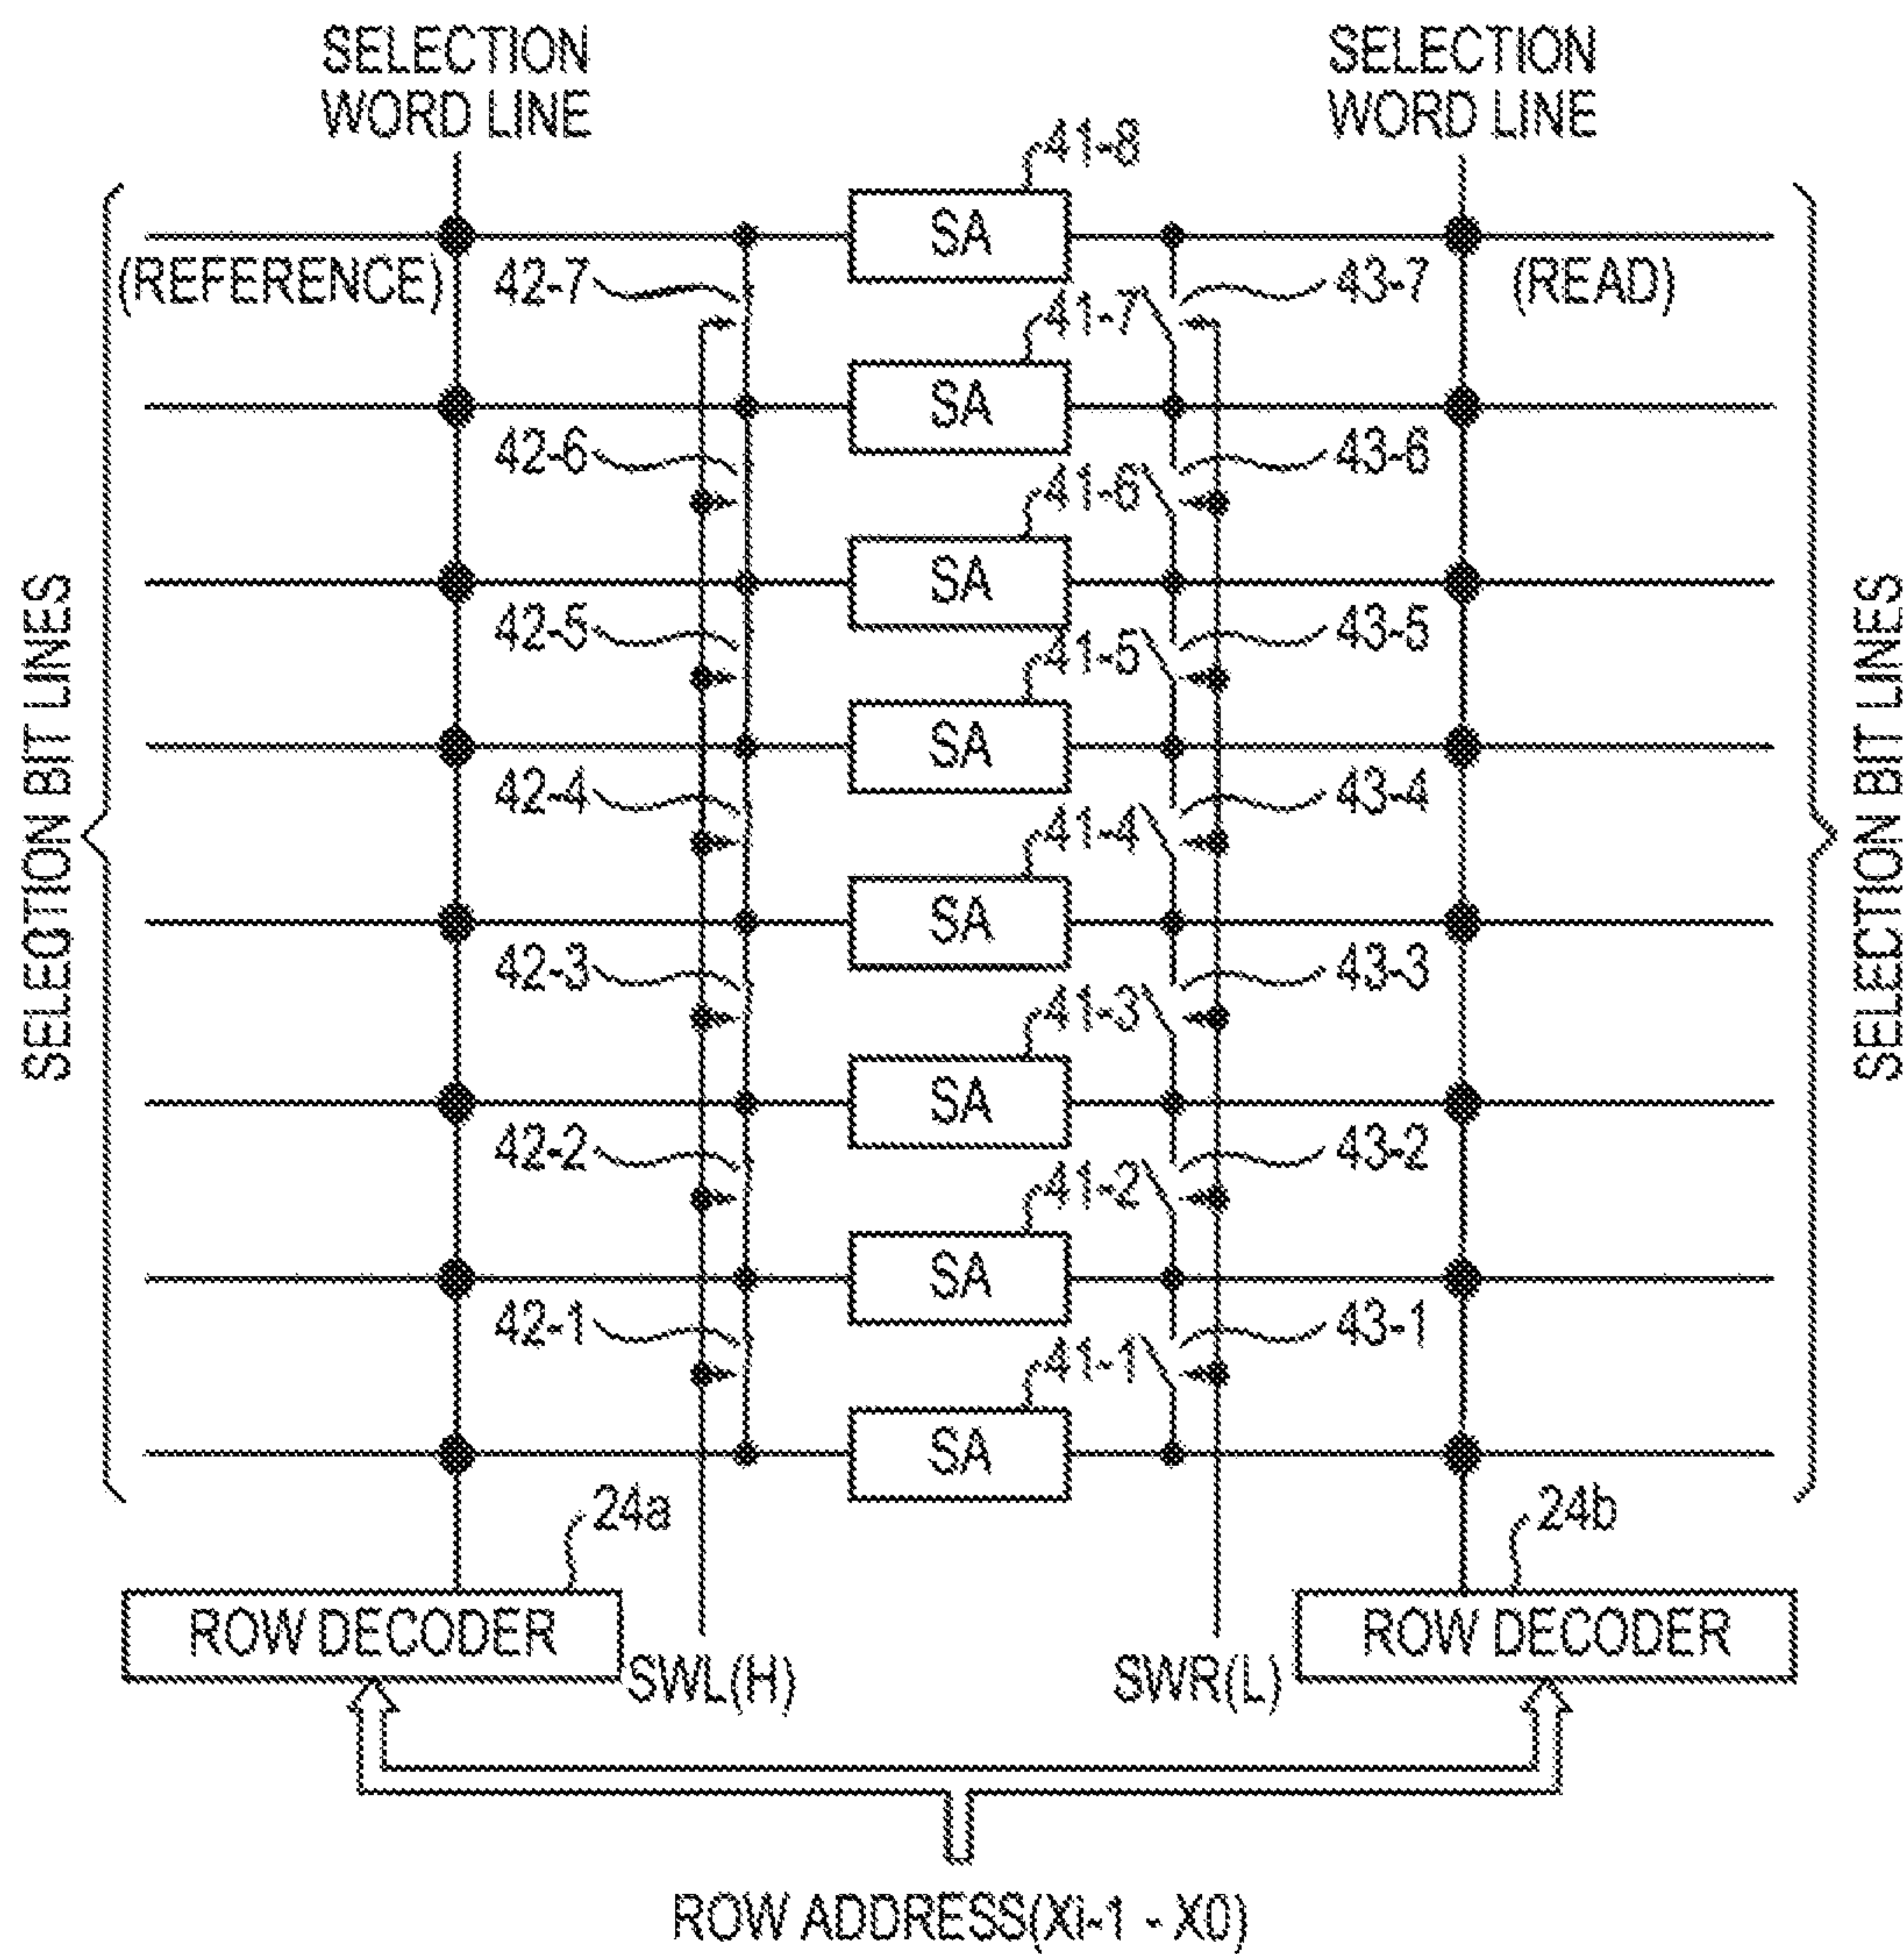 SELECTION
WORD LINE
SELECTION
WORD LINE
41-8
SA
(REFERENCE)
42-7
43-7
(READ)
41-7
SA
42-6
43-6
41-6
SA
42-5
43-5
41-5
SA
42-4
43-4
41-4
SA
42-3
43-3
41-3
SA
42-2
43-2
41-2
SA
42-1
43-1
41-1
SA
SELECTION BIT LINES
SELECTION BIT LINES
24a
24b
ROW DECODER
ROW DECODER
SWL(H)
SWR(L)
ROW ADDRESS(Xi-1 - X0)